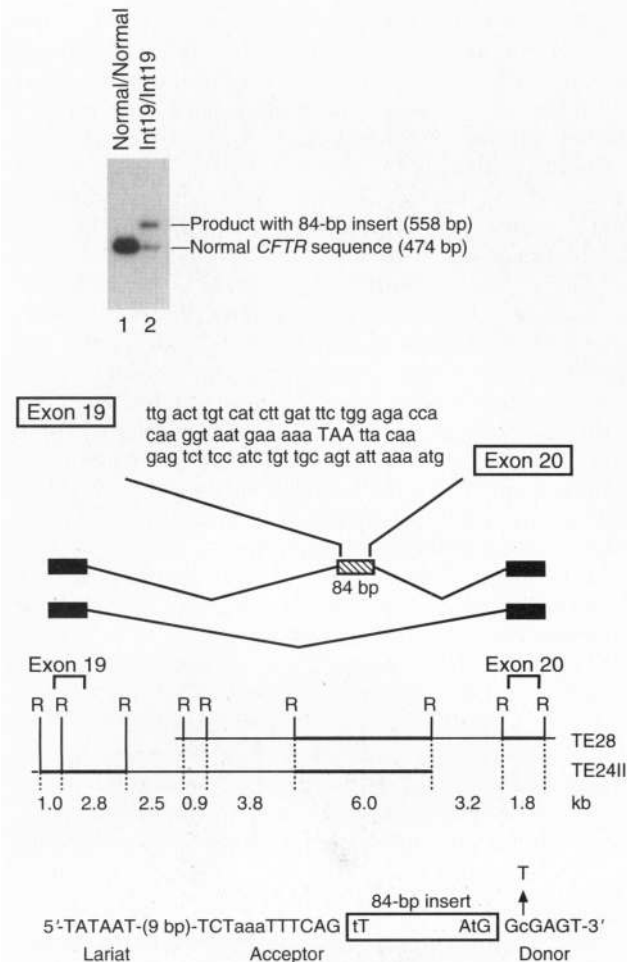 Normal/Normal
Int19/Int19
Product with 84-bp insert (558 bp)
Normal CFTR sequence (474 bp)
1 2
Exon 19
ttg act tgt cat ctt gat ttc tgg aga cca
caa ggt aat gaa aaa TAA tta caa
gag tct tcc atc tgt tgc agt att aaa atg
Exon 20
84 bp
Exon 19 Exon 20
R R R R R R R R R
TE28
TE24II
1.0 2.8 2.5 0.9 3.8 6.0 3.2 1.8 kb
T
84-bp insert
5'-TATAAT-(9 bp)-TCTaaaTTTCAG tT AtG GcGAGT-3'
Lariat Acceptor Donor